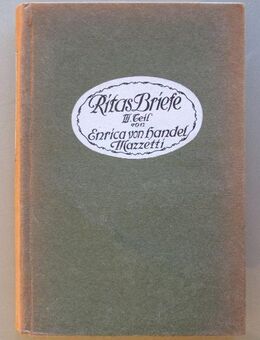 Ritas Briefe
III Teil
von
Enrica von Handel
Mazzetti